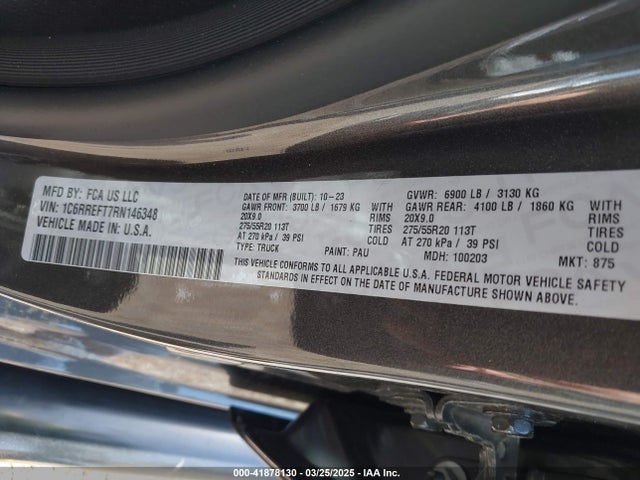 MFD BY: FCA US LLC
VIN: 1C6RREFT7RN146348
VEHICLE MADE IN U.S.A.
DATE OF MFR (BUILT): 10-23
GAWR FRONT: 3700 LB / 1679 KG WITH
20X9.0 RIMS
275/55R20 113T TIRES
AT 270 kPa / 39 PSI COLD
TYPE: TRUCK PAINT: PAU
GVWR: 6900 LB / 3130 KG
GAWR REAR: 4100 LB / 1860 KG WITH
20X9.0 RIMS
275/55R20 113T TIRES
AT 270 kPa / 39 PSI COLD
MDH: 100203 MKT: 875
THIS VEHICLE CONFORMS TO ALL APPLICABLE U.S.A. FEDERAL MOTOR VEHICLE SAFETY
STANDARDS IN EFFECT ON THE DATE OF MANUFACTURE SHOWN ABOVE.
000-41878130 - 03/25/2025 - IAA Inc.